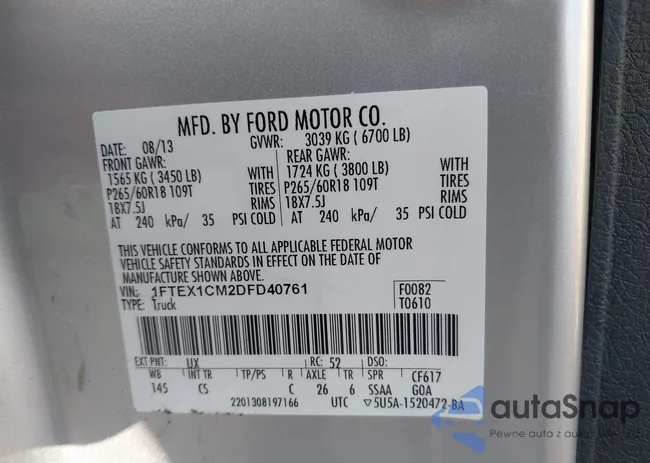 MFD. BY FORD MOTOR CO.
DATE: 08/13 GVWR: 3039 KG ( 6700 LB)
FRONT GAWR: REAR GAWR:
1565 KG ( 3450 LB) WITH 1724 KG ( 3800 LB) WITH
P265/60R18 109T TIRES P265/60R18 109T TIRES
18X7.5J RIMS 18X7.5J RIMS
AT 240 kPa/ 35 PSI COLD AT 240 kPa/ 35 PSI COLD
THIS VEHICLE CONFORMS TO ALL APPLICABLE FEDERAL MOTOR
VEHICLE SAFETY STANDARDS IN EFFECT ON THE DATE OF
MANUFACTURE SHOWN ABOVE.
VIN: 1FTEX1CM2DFD40761 F0082
TYPE: Truck T0610
EXT PNT: UX RC: 52 DSO:
WB INT TR TP/PS R AXLE TR SPR CF617
145 CS C 26 6 SSAA GOA
2201308197166 UTC ▽5U5A-1520472-BA
autoSnap
Pewne auta z aukcji